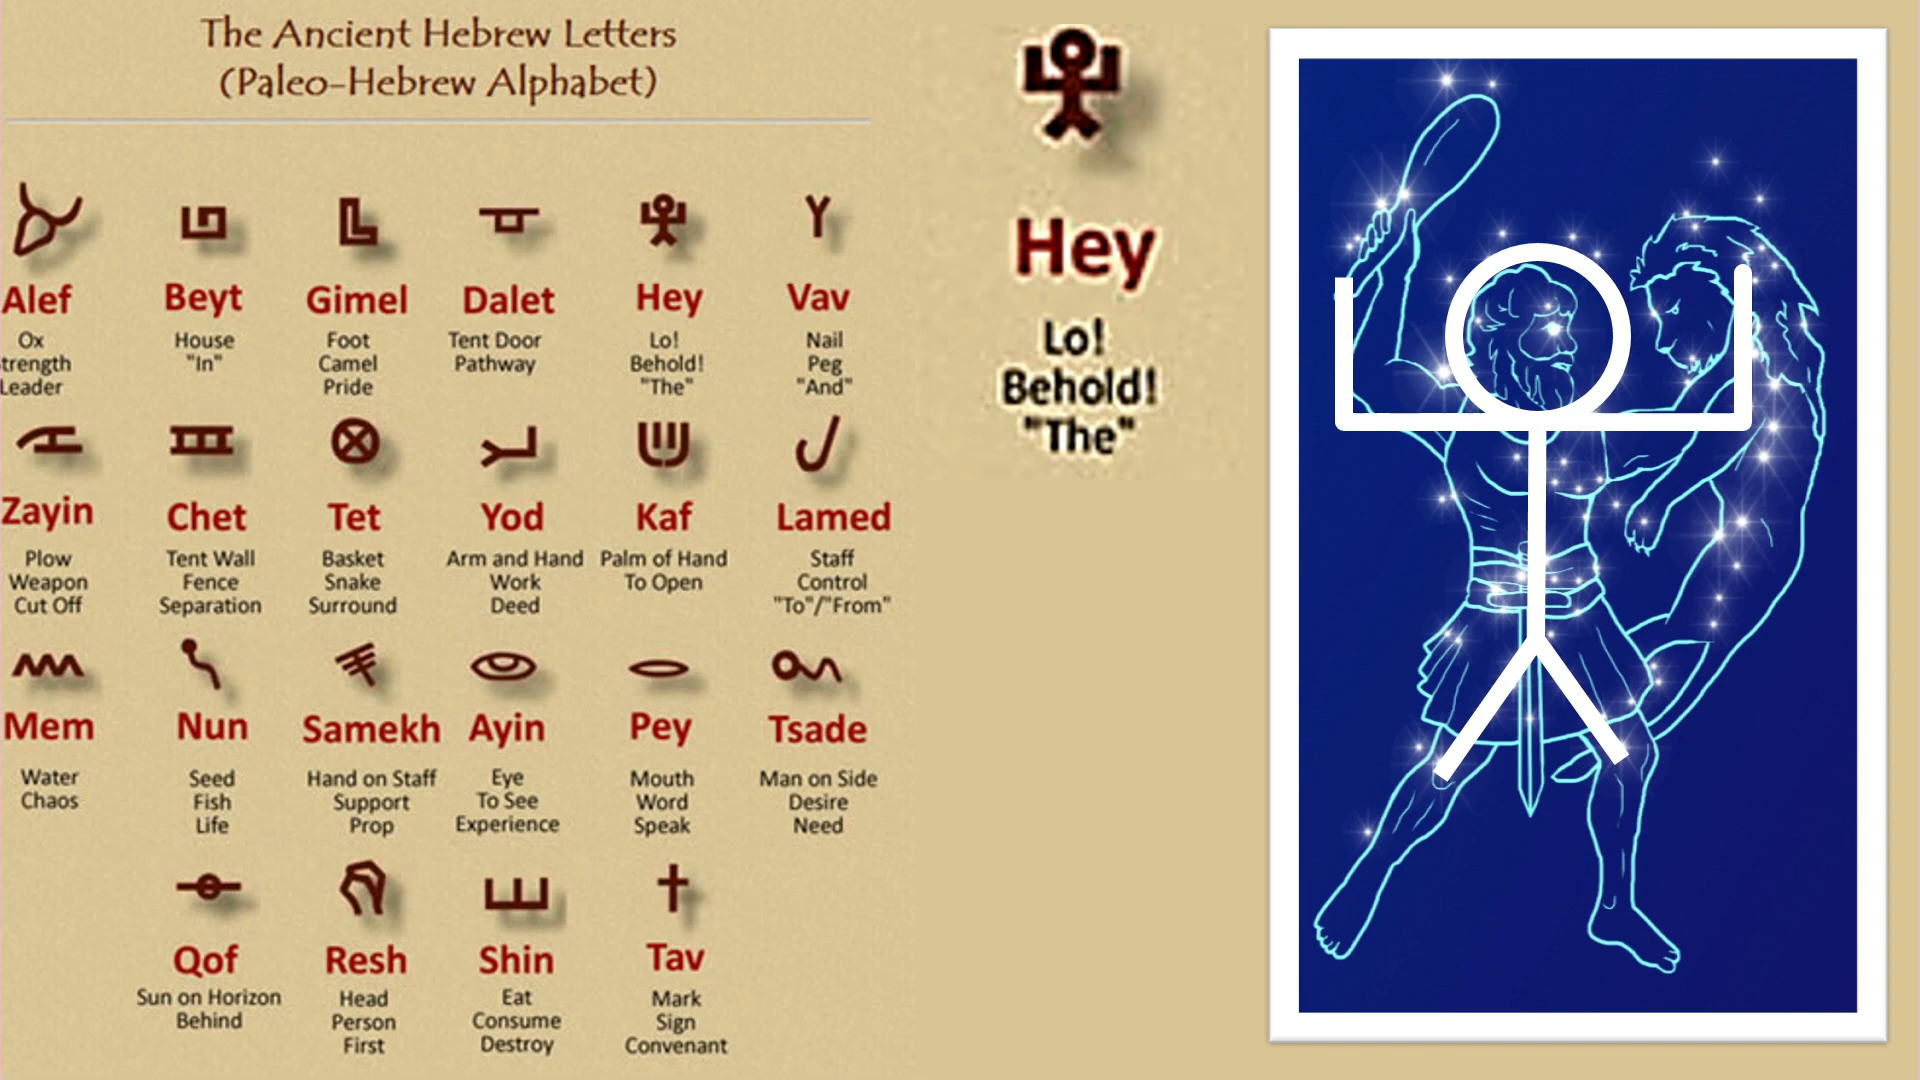 The Ancient Hebrew Letters
(Paleo-Hebrew Alphabet)
Alef
Ox
trength
Leader
Beyt
House
"In"
Gimel
Foot
Camel
Pride
Dalet
Tent Door
Pathway
Hey
Lo!
Behold!
"The"
Vav
Nail
Peg
"And"
Zayin
Plow
Weapon
Cut Off
Chet
Tent Wall
Fence
Separation
Tet
Basket
Snake
Surround
Yod
Arm and Hand
Work
Deed
Kaf
Palm of Hand
To Open
Lamed
Staff
Control
"To"/"From"
Mem
Water
Chaos
Nun
Seed
Fish
Life
Samekh
Hand on Staff
Support
Prop
Ayin
Eye
To See
Experience
Pey
Mouth
Word
Speak
Tsade
Man on Side
Desire
Need
Qof
Sun on Horizon
Behind
Resh
Head
Person
First
Shin
Eat
Consume
Destroy
Tav
Mark
Sign
Convenant
Hey
Lo!
Behold!
"The"